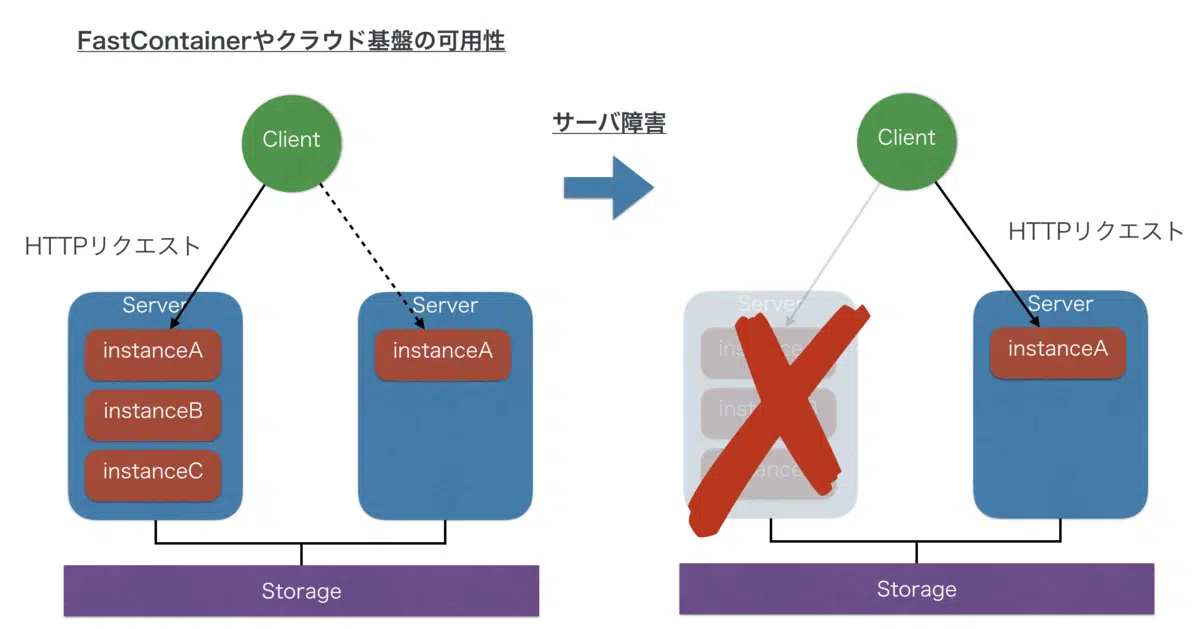 FastContainerやクラウド基盤の可用性
サーバ障害
Client
HTTPリクエスト
Server
instanceA
instanceB
instanceC
Server
instanceA
Storage
Client
HTTPリクエスト
Server
Server
instanceA
Storage